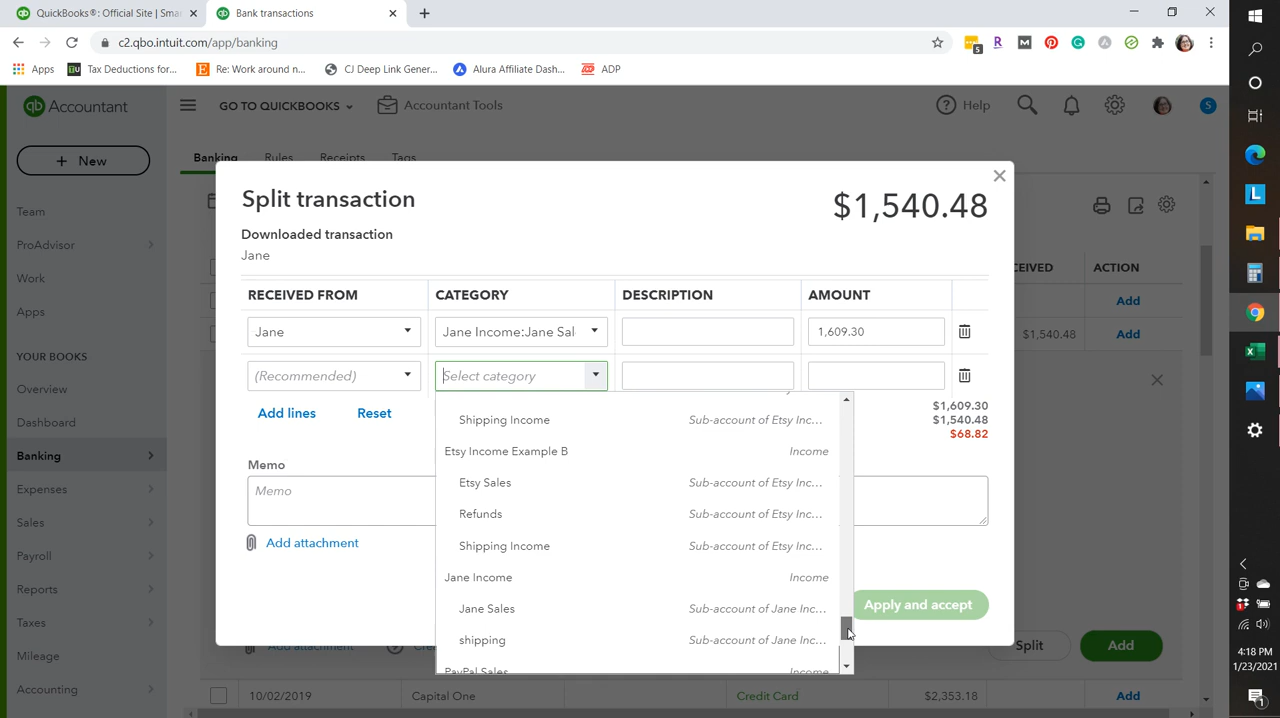 QuickBooks®: Official Site | Sma
Bank transactions
c2.qbo.intuit.com/app/banking
5
Apps
TU
Tax Deductions for...
E
Re: Work around n...
CJ Deep Link Gener...
A
Alura Affiliate Dash...
ADP
qb Accountant
GO TO QUICKBOOKS
Accountant Tools
Help
S
+ New
Banking
Rules
Receipts
Tags
Team
ProAdvisor
Work
Apps
YOUR BOOKS
Overview
Dashboard
Banking
Expenses
Sales
Payroll
Reports
Taxes
Mileage
Accounting
Split transaction
$1,540.48
Downloaded transaction
Jane
RECEIVED FROM
CATEGORY
DESCRIPTION
AMOUNT
Jane
Jane Income:Jane Sal
1,609.30
(Recommended)
Select category
Add lines
Reset
$1,609.30
$1,540.48
$68.82
Shipping Income
Sub-account of Etsy Inc...
Etsy Income Example B
Income
Etsy Sales
Sub-account of Etsy Inc...
Refunds
Sub-account of Etsy Inc...
Shipping Income
Sub-account of Etsy Inc...
Jane Income
Income
Jane Sales
Sub-account of Jane Inc...
shipping
Sub-account of Jane Inc...
PayPal Sales
Income
Memo
Memo
Add attachment
Apply and accept
CEIVED
ACTION
Add
$1,540.48
Add
Add attachment
Split
Add
10/02/2019
Capital One
Credit Card
$2,353.18
Add
L
4:18 PM
1/23/2021
1